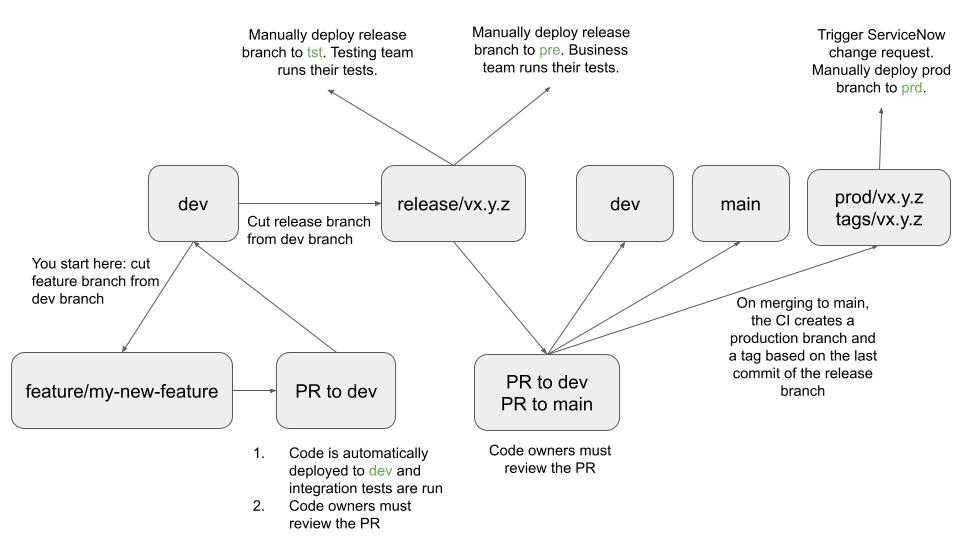 Manually deploy release
branch to tst. Testing team
runs their tests.
Manually deploy release
branch to pre. Business
team runs their tests.
Trigger ServiceNow
change request.
Manually deploy prod
branch to prd.
dev
Cut release branch
from dev branch
release/vx.y.z
dev
main
prod/vx.y.z
tags/vx.y.z
You start here: cut
feature branch from
dev branch
On merging to main,
the CI creates a
production branch and
a tag based on the last
commit of the release
branch
feature/my-new-feature
PR to dev
PR to dev
PR to main
1. Code is automatically
deployed to dev and
integration tests are run
2. Code owners must
review the PR
Code owners must
review the PR